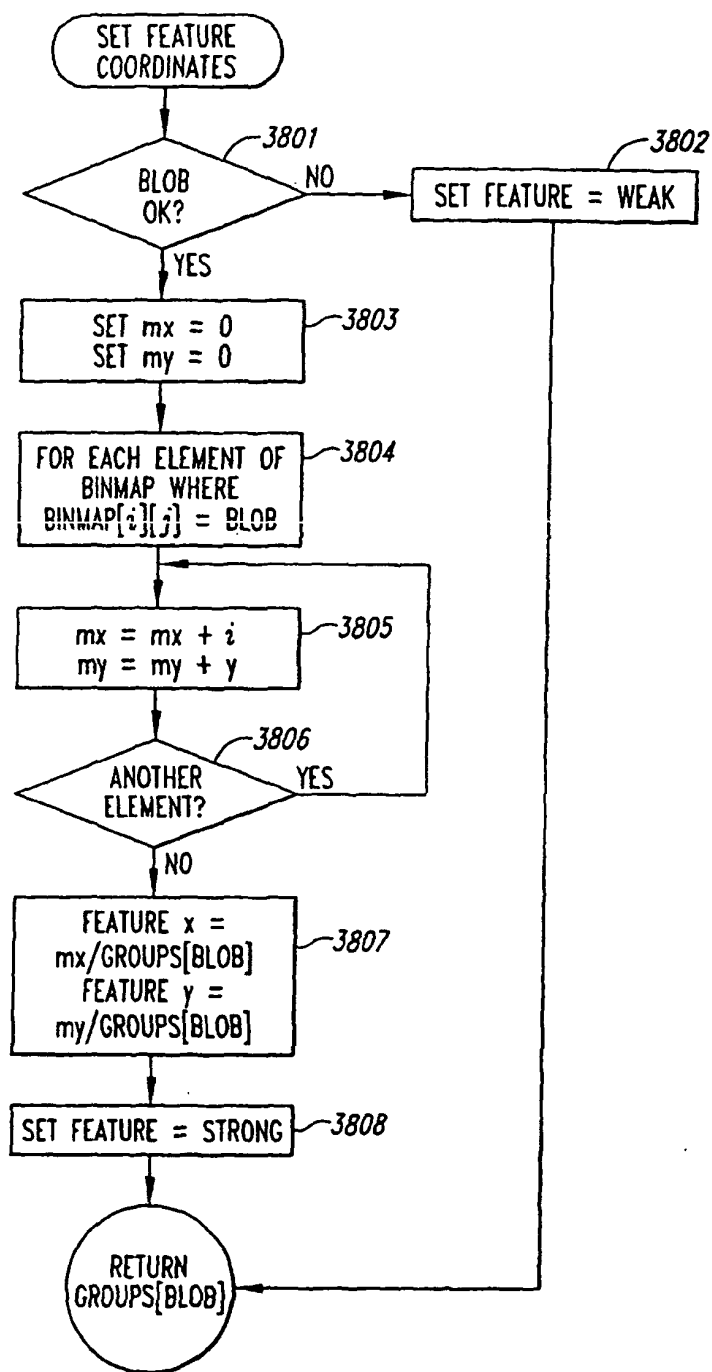 SET FEATURE
COORDINATES
3801
BLOB
OK?
NO
3802
SET FEATURE = WEAK
YES
SET mx = 0
SET my = 0
3803
FOR EACH ELEMENT OF
BINMAP WHERE
BINMAP[i][j] = BLOB
3804
mx = mx + i
my = my + y
3805
3806
ANOTHER
ELEMENT?
YES
NO
FEATURE x =
mx/GROUPS[BLOB]
FEATURE y =
my/GROUPS[BLOB]
3807
SET FEATURE = STRONG
3808
RETURN
GROUPS[BLOB]